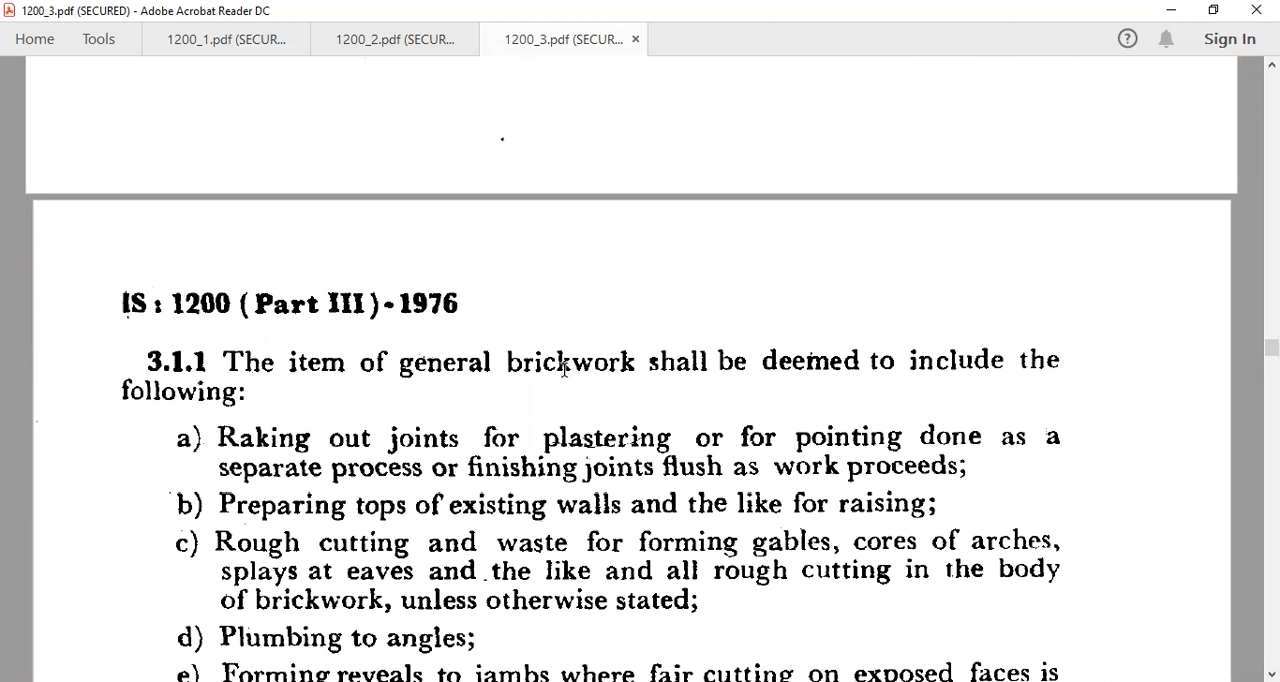 1200_3.pdf (SECURED) - Adobe Acrobat Reader DC
Home Tools 1200_1.pdf (SECUR... 1200_2.pdf (SECUR... 1200_3.pdf (SECUR... × ? Sign In
IS : 1200 ( Part III ) - 1976
3.1.1 The item of general brickwork shall be deemed to include the
following:
a) Raking out joints for plastering or for pointing done as a
separate process or finishing joints flush as work proceeds;
b) Preparing tops of existing walls and the like for raising;
c) Rough cutting and waste for forming gables, cores of arches,
splays at eaves and the like and all rough cutting in the body
of brickwork, unless otherwise stated;
d) Plumbing to angles;
e) Forming reveals to jambs where fair cutting on exposed faces is